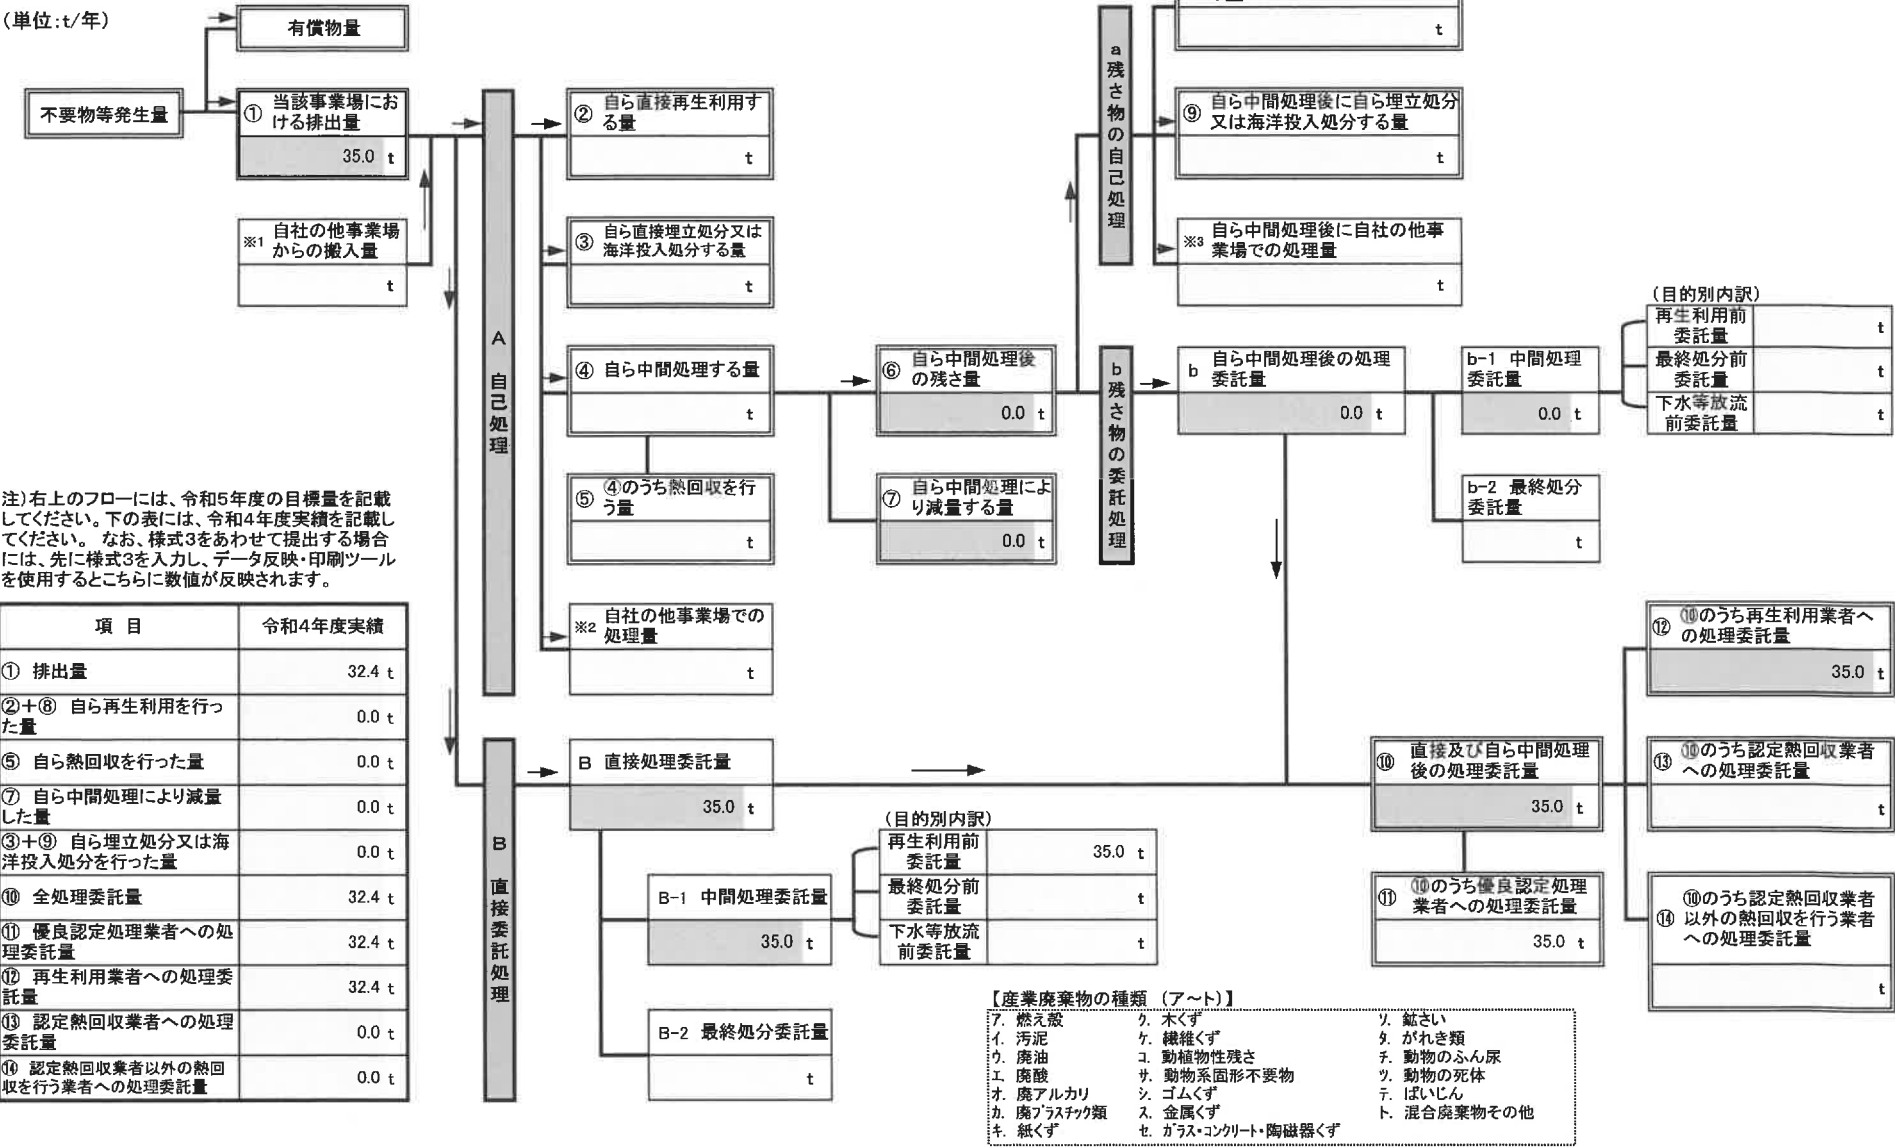 (単位:t/年)
有償物量
不要物等発生量
① 当該事業場にお
ける排出量
35.0 t
※1 自社の他事業場
からの搬入量
t
A 自己処理
② 自ら直接再生利用す
る量
t
③ 自ら直接埋立処分又は
海洋投入処分する量
t
④ 自ら中間処理する量
t
⑤ ④のうち熱回収を行
う量
t
※2 自社の他事業場での
処理量
t
⑥ 自ら中間処理後
の残さ量
0.0 t
⑦ 自ら中間処理によ
り減量する量
0.0 t
a 残さ物の自己処理
t
⑨ 自ら中間処理後に自ら埋立処分
又は海洋投入処分する量
t
※3 自ら中間処理後に自社の他事
業場での処理量
t
b 残さ物の委託処理
b 自ら中間処理後の処理
委託量
0.0 t
b-1 中間処理
委託量
0.0 t
(目的別内訳)
再生利用前
委託量
t
最終処分前
委託量
t
下水等放流
前委託量
t
b-2 最終処分
委託量
t
注)右上のフローには、令和5年度の目標量を記載
してください。下の表には、令和4年度実績を記載し
てください。 なお、様式3をあわせて提出する場合
には、先に様式3を入力し、データ反映・印刷ツール
を使用するとこちらに数値が反映されます。
項 目 令和4年度実績
① 排出量 32.4 t
②+⑧ 自ら再生利用を行っ
た量 0.0 t
⑤ 自ら熱回収を行った量 0.0 t
⑦ 自ら中間処理により減量
した量 0.0 t
③+⑨ 自ら埋立処分又は海
洋投入処分を行った量 0.0 t
⑩ 全処理委託量 32.4 t
⑪ 優良認定処理業者への処
理委託量 32.4 t
⑫ 再生利用業者への処理委
託量 32.4 t
⑬ 認定熱回収業者への処理
委託量 0.0 t
⑭ 認定熱回収業者以外の熱回
収を行う業者への処理委託量 0.0 t
B 直接委託処理
B 直接処理委託量
35.0 t
B-1 中間処理委託量
35.0 t
(目的別内訳)
再生利用前
委託量
35.0 t
最終処分前
委託量
t
下水等放流
前委託量
t
B-2 最終処分委託量
t
⑩ 直接及び自ら中間処理
後の処理委託量
35.0 t
⑪ ⑩のうち優良認定処理
業者への処理委託量
35.0 t
⑫ ⑩のうち再生利用業者へ
の処理委託量
35.0 t
⑬ ⑩のうち認定熱回収業者
への処理委託量
t
⑭ ⑩のうち認定熱回収業者
以外の熱回収を行う業者
への処理委託量
t
【産業廃棄物の種類 (ア~ト)】
ア. 燃え殻
イ. 汚泥
ウ. 廃油
エ. 廃酸
オ. 廃アルカリ
カ. 廃プラスチック類
キ. 紙くず
ク. 木くず
ケ. 繊維くず
コ. 動植物性残さ
サ. 動物系固形不要物
シ. ゴムくず
ス. 金属くず
セ. ガラス・コンクリート・陶磁器くず
ソ. 鉱さい
タ. がれき類
チ. 動物のふん尿
ツ. 動物の死体
テ. ばいじん
ト. 混合廃棄物その他